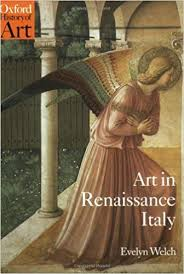 Oxford
History of
Art
Art in
Renaissance
Italy
Evelyn Welch